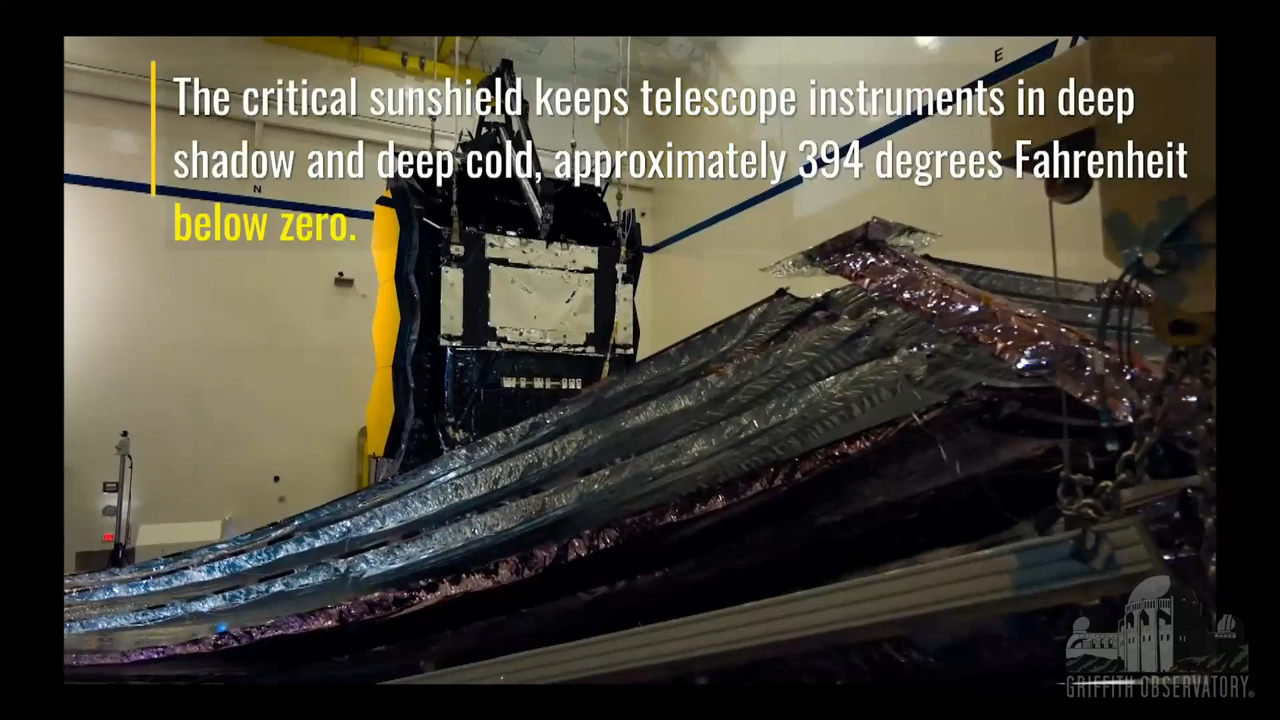 E
The critical sunshield keeps telescope instruments in deep
shadow and deep cold, approximately 394 degrees Fahrenheit
N
below zero.
GRIFFITH OBSERVATORY®